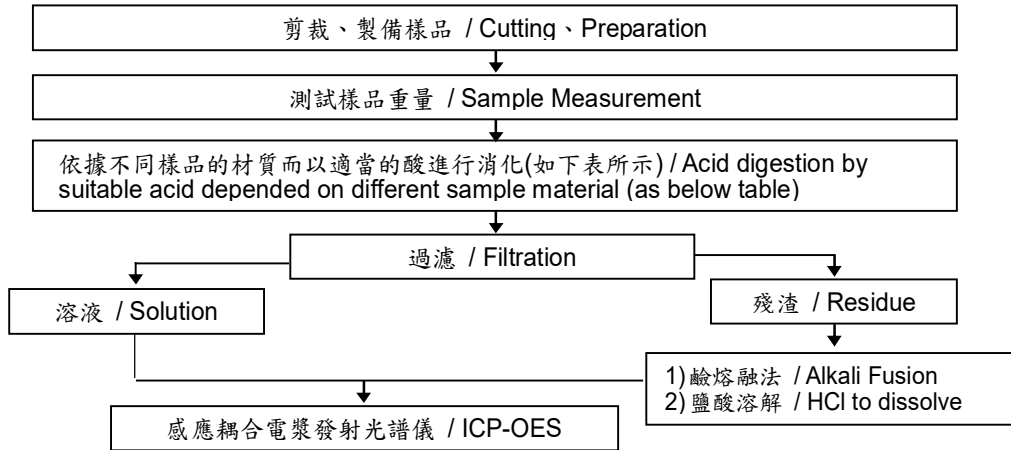 剪裁、製備樣品 / Cutting、Preparation
測試樣品重量 / Sample Measurement
依據不同樣品的材質而以適當的酸進行消化(如下表所示) / Acid digestion by
suitable acid depended on different sample material (as below table)
過濾 / Filtration
溶液 / Solution
殘渣 / Residue
1)鹼熔融法 / Alkali Fusion
2)鹽酸溶解 / HCl to dissolve
感應耦合電漿發射光譜儀 / ICP-OES